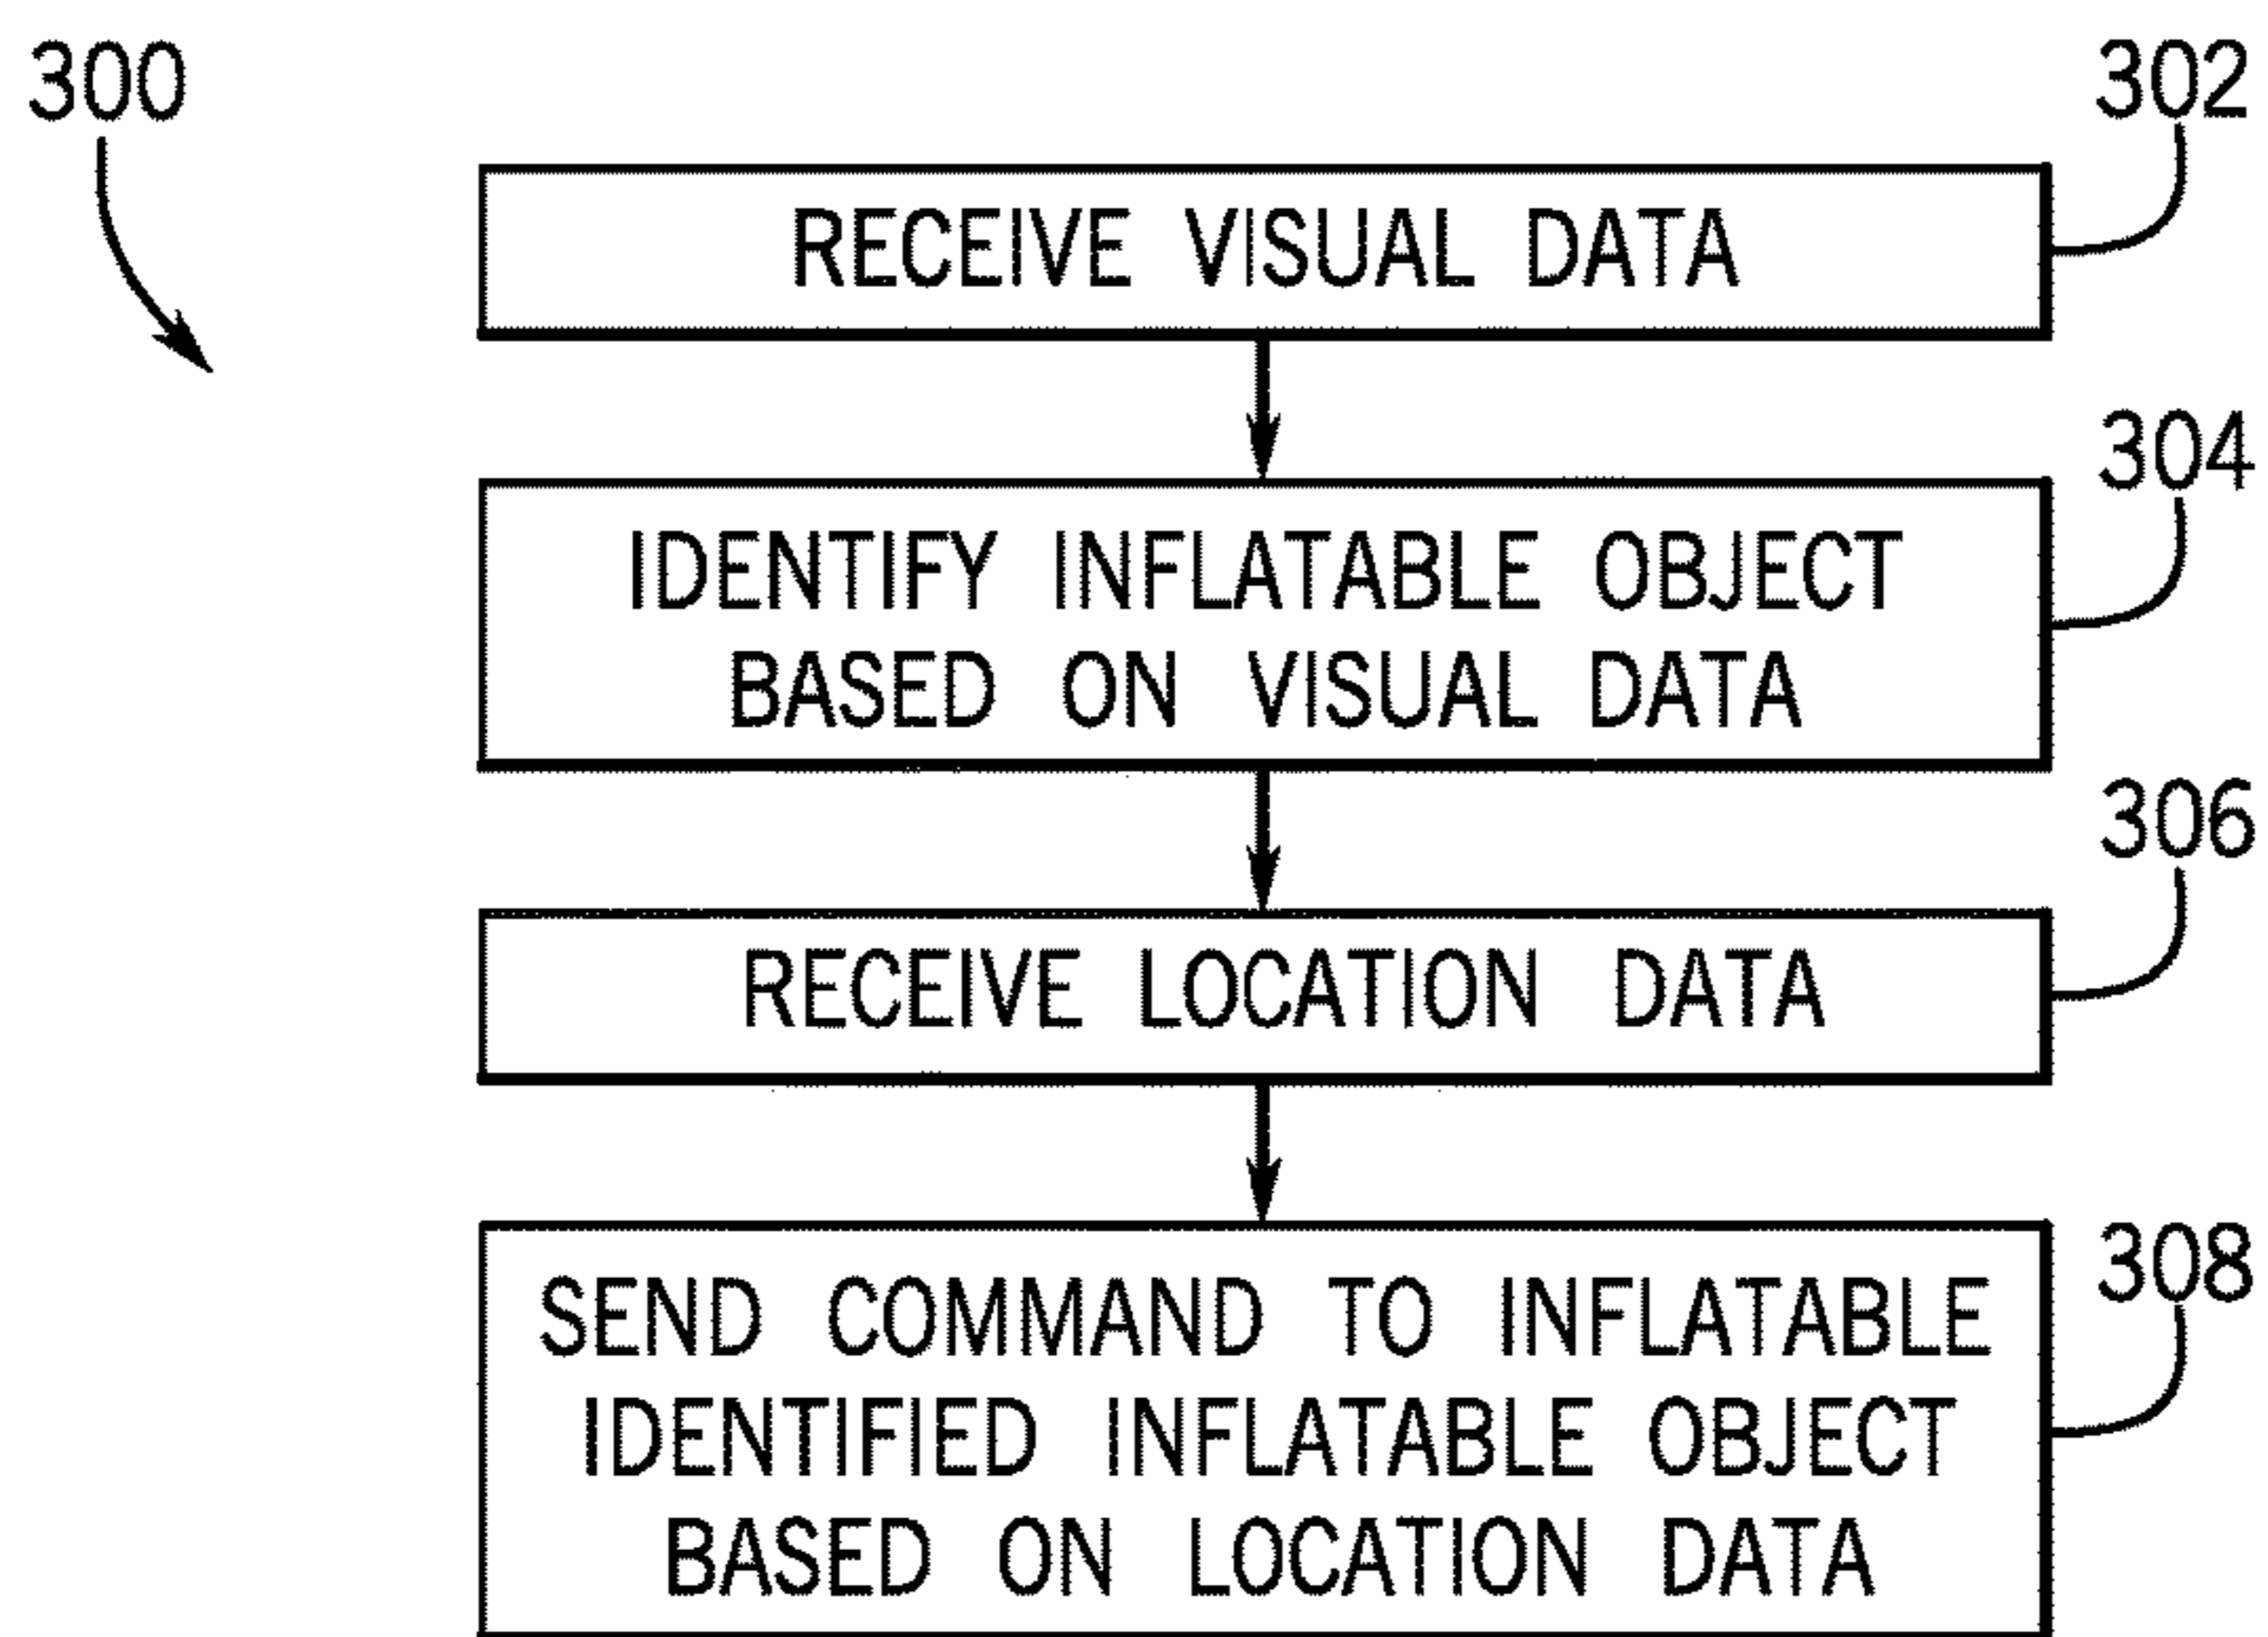 300
302
RECEIVE VISUAL DATA
304
IDENTIFY INFLATABLE OBJECT
BASED ON VISUAL DATA
306
RECEIVE LOCATION DATA
308
SEND COMMAND TO INFLATABLE
IDENTIFIED INFLATABLE OBJECT
BASED ON LOCATION DATA